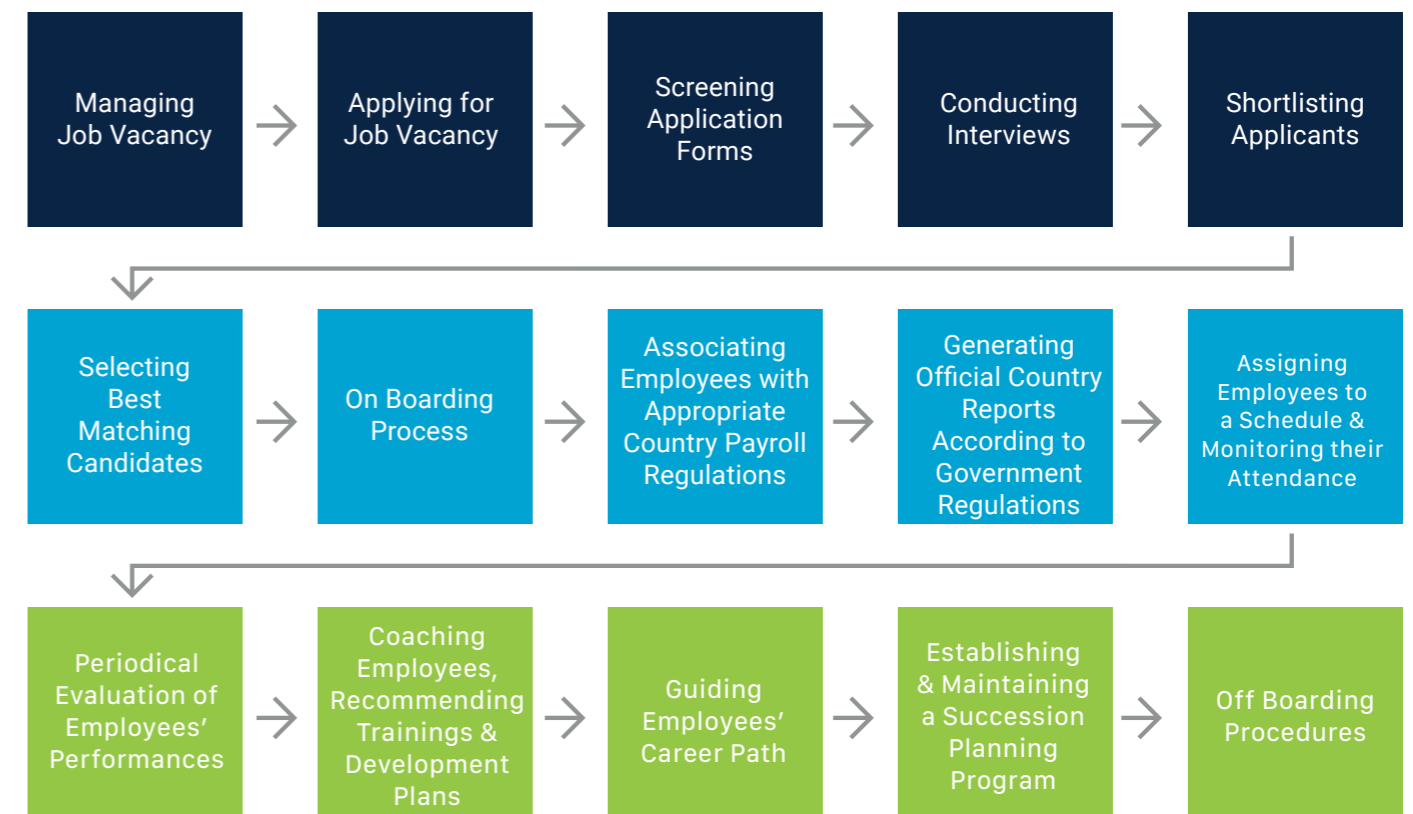 Managing
Job Vacancy
Applying for
Job Vacancy
Screening
Application
Forms
Conducting
Interviews
Shortlisting
Applicants
Selecting
Best
Matching
Candidates
On Boarding
Process
Associating
Employees with
Appropriate
Country Payroll
Regulations
Generating
Official Country
Reports
According to
Government
Regulations
Assigning
Employees to
a Schedule &
Monitoring their
Attendance
Periodical
Evaluation of
Employees’
Performances
Coaching
Employees,
Recommending
Trainings &
Development
Plans
Guiding
Employees’
Career Path
Establishing
& Maintaining
a Succession
Planning
Program
Off Boarding
Procedures